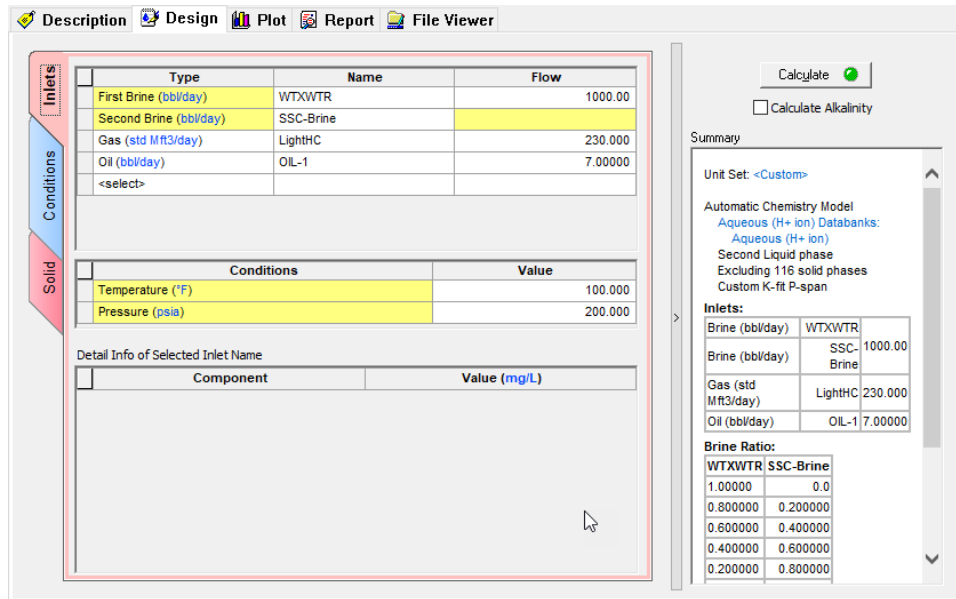 Description Design Plot Report File Viewer
Inlets
Conditions
Solid
Type Name Flow
First Brine (bbl/day) WTXWTR 1000.00
Second Brine (bbl/day) SSC-Brine
Gas (std Mft3/day) LightHC 230.000
Oil (bbl/day) OIL-1 7.00000
<select>
Conditions Value
Temperature (°F) 100.000
Pressure (psia) 200.000
Detail Info of Selected Inlet Name
Component Value (mg/L)
>
Calculate
Calculate Alkalinity
Summary
Unit Set: <Custom>
Automatic Chemistry Model
Aqueous (H+ ion) Databanks:
Aqueous (H+ ion)
Second Liquid phase
Excluding 116 solid phases
Custom K-fit P-span
Inlets:
Brine (bbl/day) WTXWTR
Brine (bbl/day) SSC- 1000.00
Brine
Gas (std
Mft3/day) LightHC 230.000
Oil (bbl/day) OIL-1 7.00000
Brine Ratio:
WTXWTR SSC-Brine
1.00000 0.0
0.800000 0.200000
0.600000 0.400000
0.400000 0.600000
0.200000 0.800000